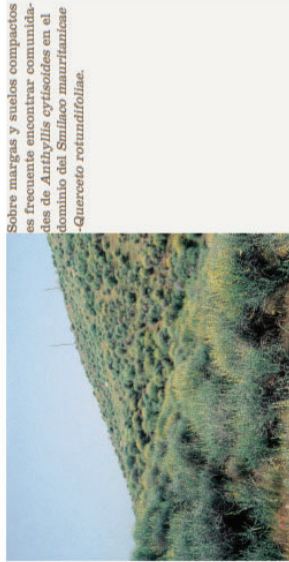 Sobre margas y suelos compactos
es frecuente encontrar comunida-
des de Anthyllis cytisoides en el
dominio del Smilaco mauritanicae
-Querceto rotundifoliae.